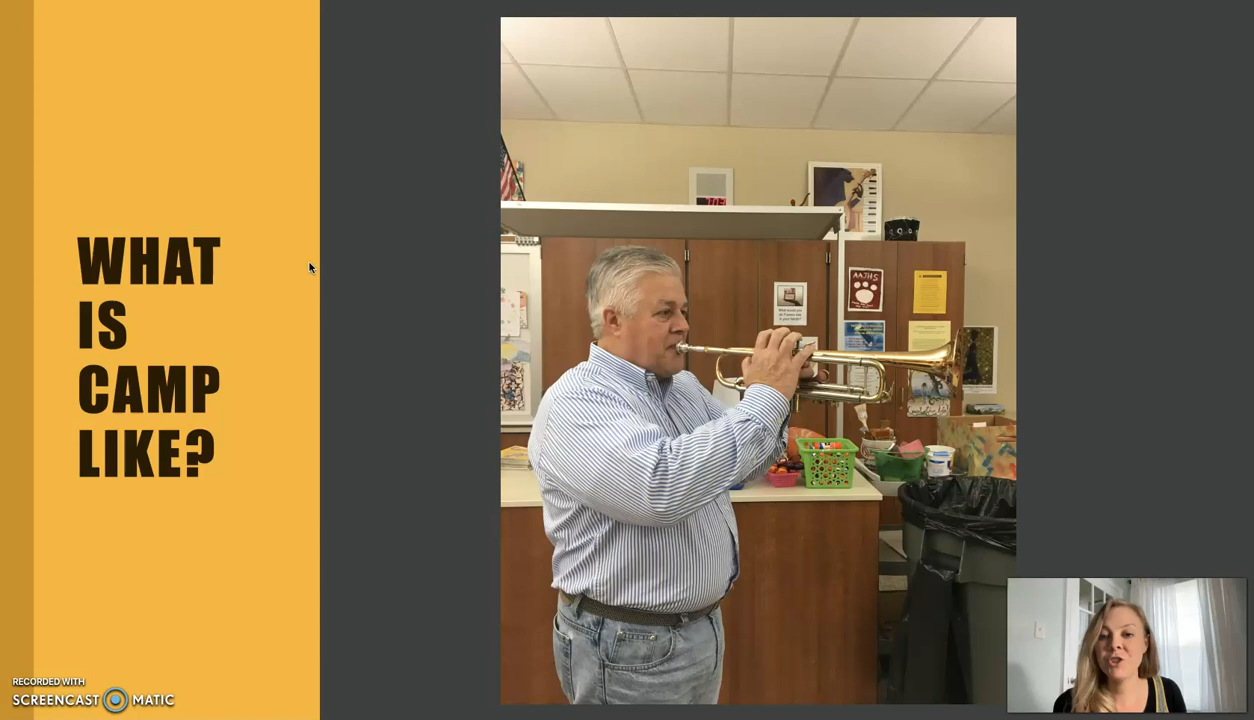 WHAT
IS
CAMP
LIKE?
AAJHS
RECORDED WITH
SCREENCAST MATIC